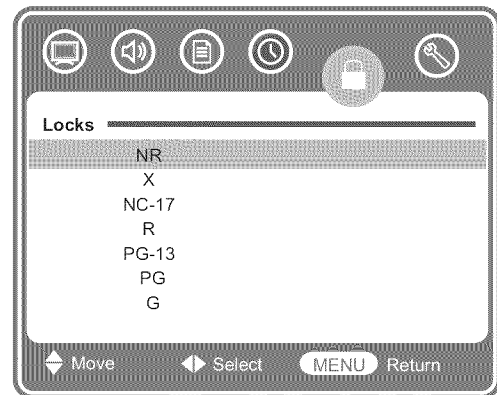 Locks
NR
X
NC-17
R
PG-13
PG
G
Move Select MENU Return